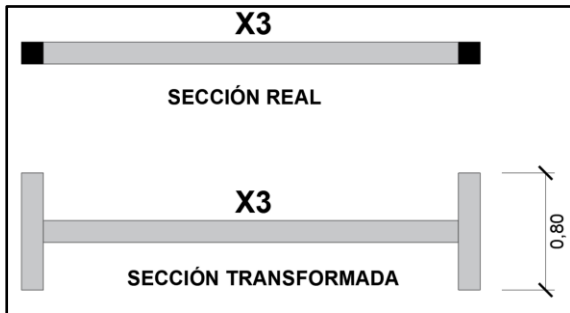 X3
SECCIÓN REAL
X3
0,80
SECCIÓN TRANSFORMADA